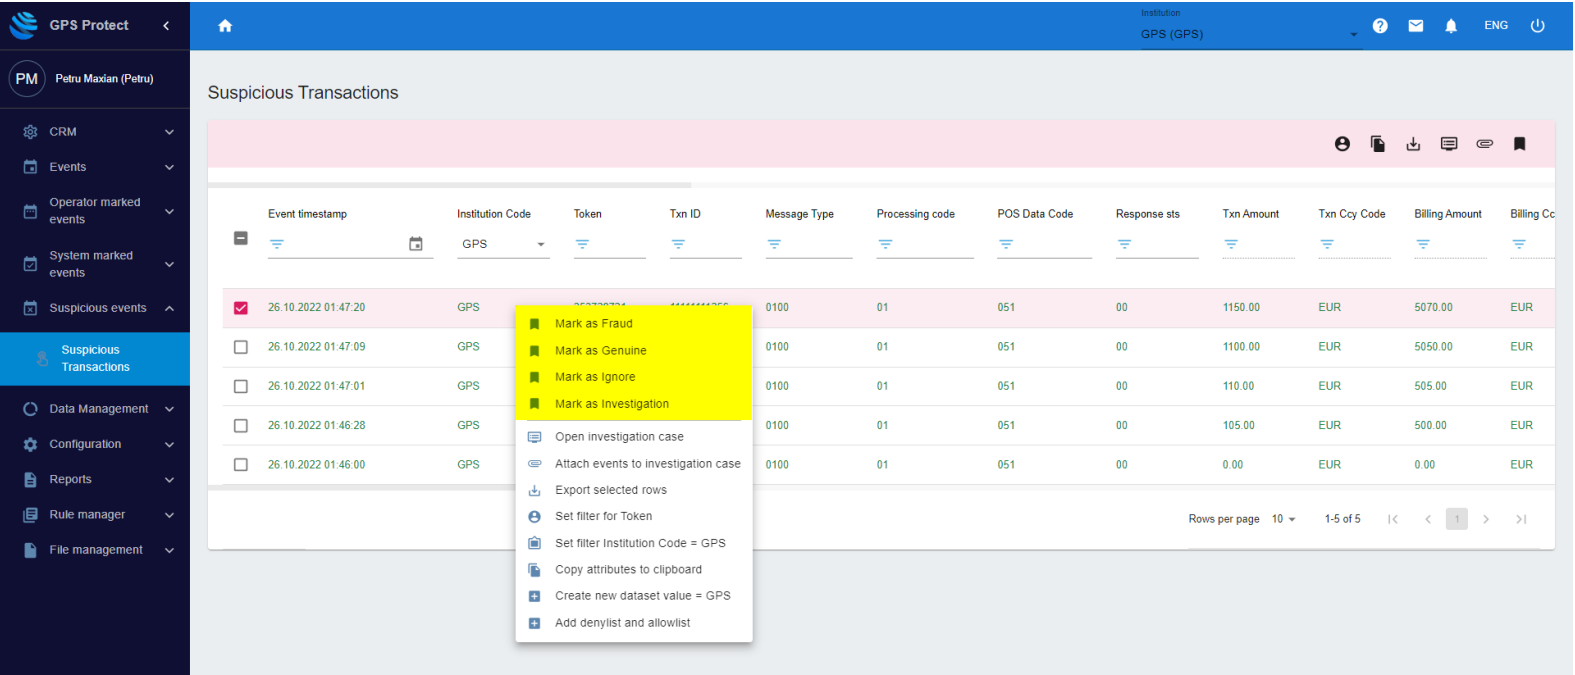 GPS Protect
Institution
GPS (GPS)
ENG
PM
Petru Maxian (Petru)
CRM
Events
Operator marked
events
System marked
events
Suspicious events
Suspicious
Transactions
Data Management
Configuration
Reports
Rule manager
File management
Suspicious Transactions
Event timestamp
Institution Code
Token
Txn ID
Message Type
Processing code
POS Data Code
Response sts
Txn Amount
Txn Ccy Code
Billing Amount
Billing Cc
GPS
26.10.2022 01:47:20 GPS 0100 01 051 00 1150.00 EUR 5070.00 EUR
26.10.2022 01:47:09 GPS 0100 01 051 00 1100.00 EUR 5050.00 EUR
26.10.2022 01:47:01 GPS 0100 01 051 00 110.00 EUR 505.00 EUR
26.10.2022 01:46:28 GPS 0100 01 051 00 105.00 EUR 500.00 EUR
26.10.2022 01:46:00 GPS 0100 01 051 00 0.00 EUR 0.00 EUR
Mark as Fraud
Mark as Genuine
Mark as Ignore
Mark as Investigation
Open investigation case
Attach events to investigation case
Export selected rows
Set filter for Token
Set filter Institution Code = GPS
Copy attributes to clipboard
Create new dataset value = GPS
Add denylist and allowlist
Rows per page 10 1-5 of 5 1